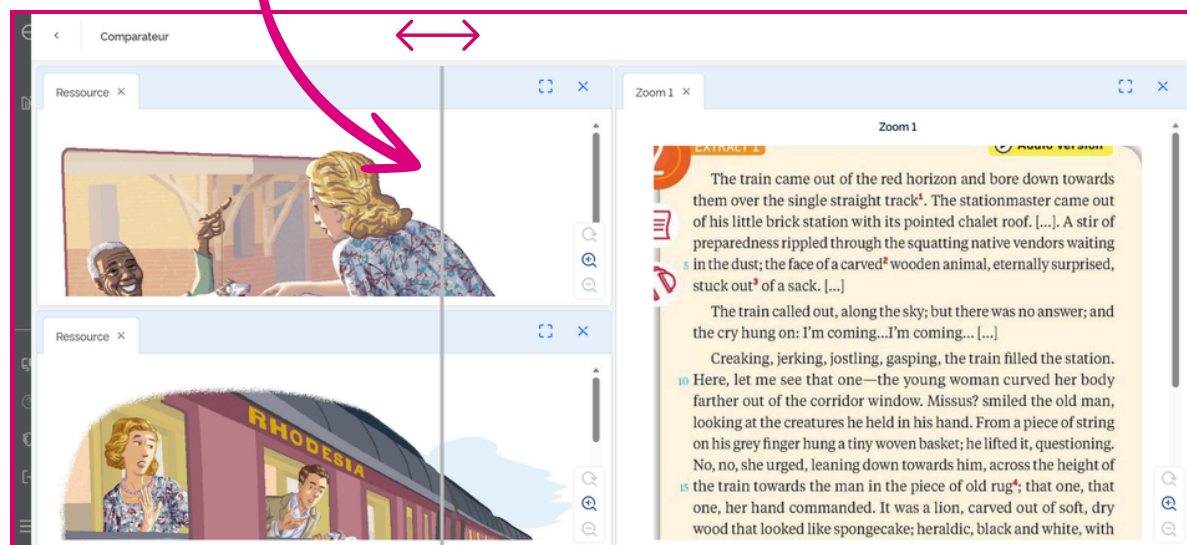 Comparateur
Ressource
Ressource
RHODESIA
Zoom 1
Zoom 1
EXTRACT 1
Audio version
2
The train came out of the red horizon and bore down towards
them over the single straight track¹. The stationmaster came out
of his little brick station with its pointed chalet roof. [...]. A stir of
preparedness rippled through the squatting native vendors waiting
5 in the dust; the face of a carved² wooden animal, eternally surprised,
stuck out³ of a sack. [...]
The train called out, along the sky; but there was no answer; and
the cry hung on: I'm coming...I'm coming... [...]
Creaking, jerking, jostling, gasping, the train filled the station.
10 Here, let me see that one—the young woman curved her body
farther out of the corridor window. Missus? smiled the old man,
looking at the creatures he held in his hand. From a piece of string
on his grey finger hung a tiny woven basket; he lifted it, questioning.
No, no, she urged, leaning down towards him, across the height of
15 the train towards the man in the piece of old rug⁴; that one, that
one, her hand commanded. It was a lion, carved out of soft, dry
wood that looked like spongecake; heraldic, black and white, with